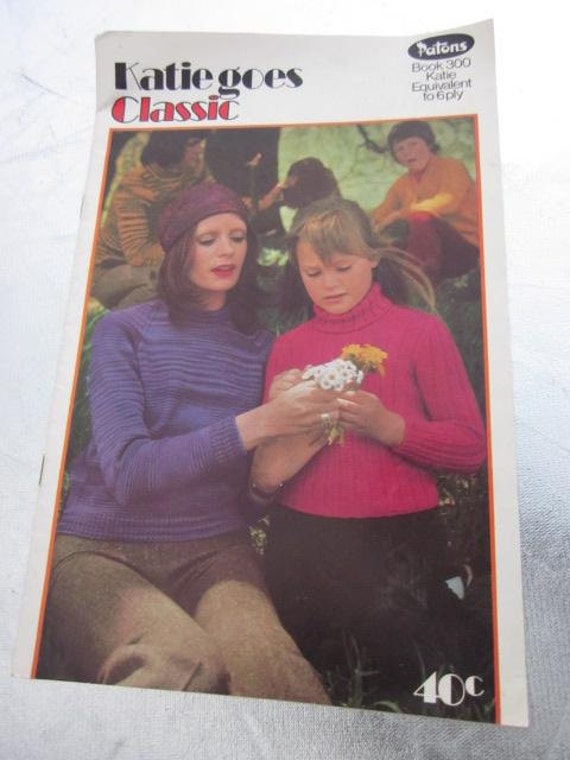 Katie goes
Classic
Patons
Book 300
Katie
Equivalent
to 6 ply
40c